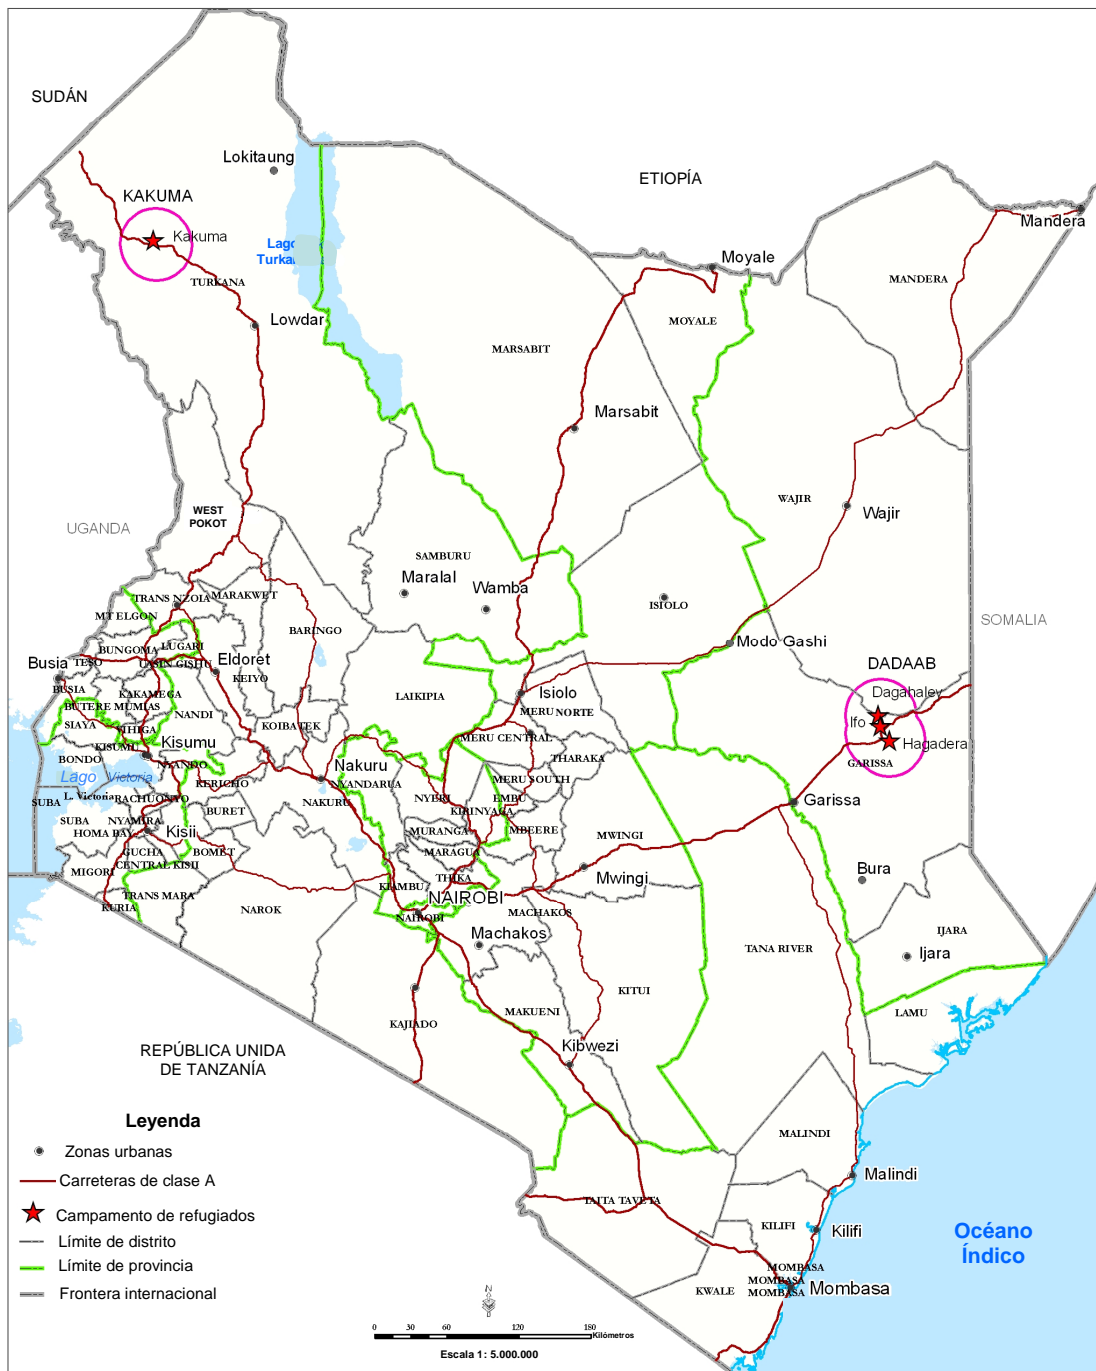 SUDÁN
ETIOPÍA
Lokitaung
KAKUMA
Kakuma
Mandera
Lago
Turka
Moyale
TURKANA
MANDERA
Lowdar
MOYALE
MARSABIT
Marsabit
WAJIR
Wajir
WEST
POKOT
UGANDA
SAMBURU
Maralal
Wamba
ISIOLO
SOMALIA
TRANS NZOIA
MARAKWET
MT ELGON
BARINGO
Modo Gashi
BUNGOMA
LUGARI
Busia
TESO
UASIN GISHU
Eldoret
KEIYO
DADAAB
BUSIA
KAKAMEGA
LAIKIPIA
Isiolo
Dagahaley
BUTERE MUMIAS
NANDI
MERU NORTE
Ifo
SIAYA
VIHIGA
KOIBATEK
MERU CENTRAL
Hagadera
KISUMU
Kisumu
BONDO
NYANDO
THARAKA
GARISSA
Lago Victoria
Nakuru
MERU SOUTH
KERICHO
NYANDARUA
L. Victoria
RACHUONYO
NAKURU
NYERI
EMBU
Garissa
SUBA
BURET
KIRINYAGA
SUBA
NYAMIRA
MURANGA
MBEERE
HOMA BAY
Kisii
MWINGI
GUCHA
BOMET
MARAGUA
CENTRAL KISII
MIGORI
THIKA
Mwingi
Bura
KIAMBU
TRANS MARA
NAIROBI
KURIA
NAROK
NAIROBI
MACHAKOS
Machakos
IJARA
TANA RIVER
Ijara
KITUI
LAMU
MAKUENI
KAJIADO
Kibwezi
REPÚBLICA UNIDA
DE TANZANÍA
MALINDI
Malindi
TAITA TAVETA
KILIFI
Kilifi
Océano
Índico
MOMBASA
MOMBASA
MOMBASA
Mombasa
KWALE
Leyenda
Zonas urbanas
Carreteras de clase A
Campamento de refugiados
Límite de distrito
Límite de provincia
Frontera internacional
N
0 30 60 120 180
Kilómetros
Escala 1: 5.000.000